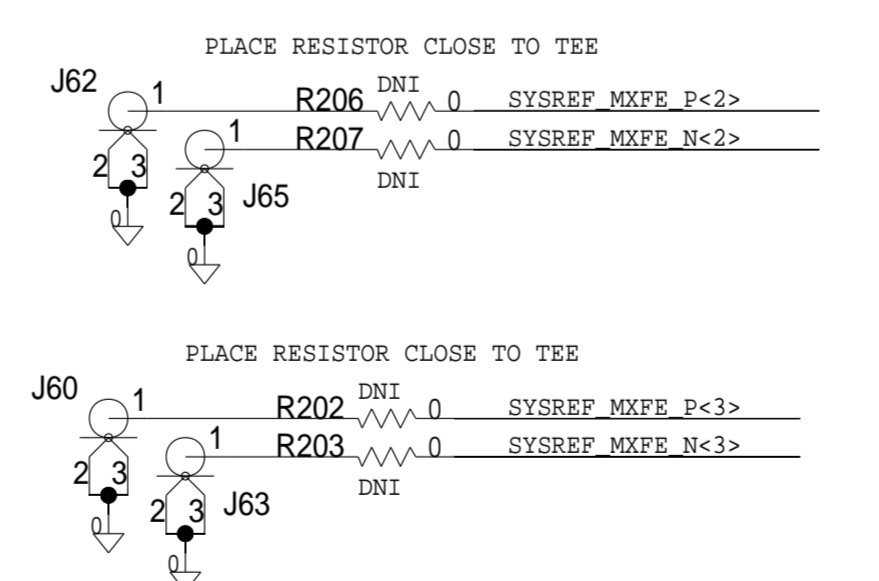 PLACE RESISTOR CLOSE TO TEE
J62 1 R206 DNI 0 SYSREF_MXFE_P<2>
1 R207 0 SYSREF_MXFE_N<2>
DNI
2 3
2 3 J65
0
0
PLACE RESISTOR CLOSE TO TEE
J60 1 R202 DNI 0 SYSREF_MXFE_P<3>
1 R203 0 SYSREF_MXFE_N<3>
DNI
2 3
2 3 J63
0
0